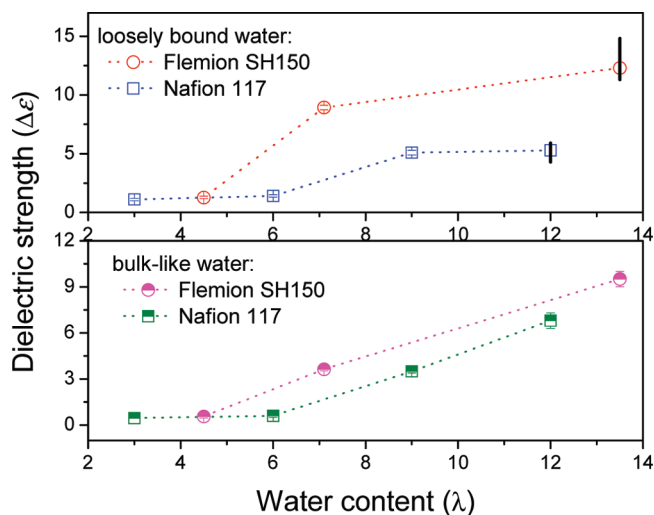 Dielectric strength (Δε)
15
10
5
0
loosely bound water:
Flemion SH150
Nafion 117
2 4 6 8 10 12 14
12
9
6
3
0
bulk-like water:
Flemion SH150
Nafion 117
2 4 6 8 10 12 14
Water content (λ)